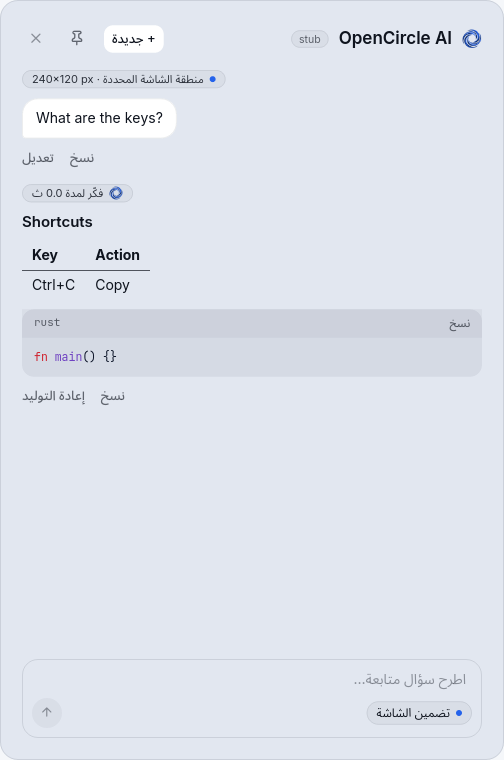 OpenCircle AI
stub
+ جديدة
منطقة الشاشة المحددة · 240×120 px
What are the keys?
نسخ
تعديل
فكّر لمدة 0.0 ث
Shortcuts
Key Action
Ctrl+C Copy
rust
نسخ
fn main() {}
نسخ
إعادة التوليد
اطرح سؤال متابعة...
تضمين الشاشة